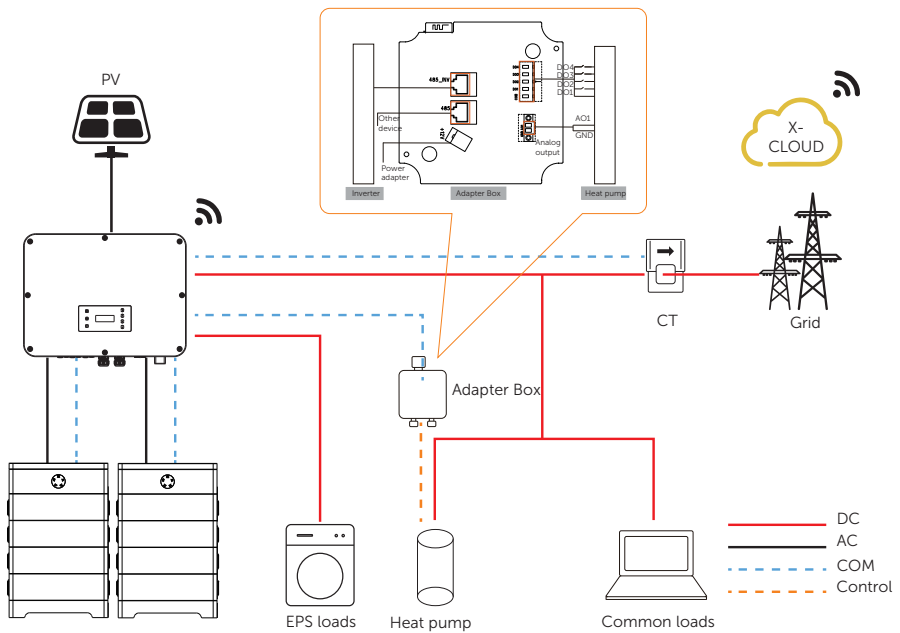 PV
485_INV
485
+12V
Other
device
Power
adapter
DO4
DO3
DO2
DO1
AO1
GND
Analog
output
Inverter
Adapter Box
Heat pump
X-
CLOUD
CT
Grid
Adapter Box
EPS loads
Heat pump
Common loads
DC
AC
COM
Control